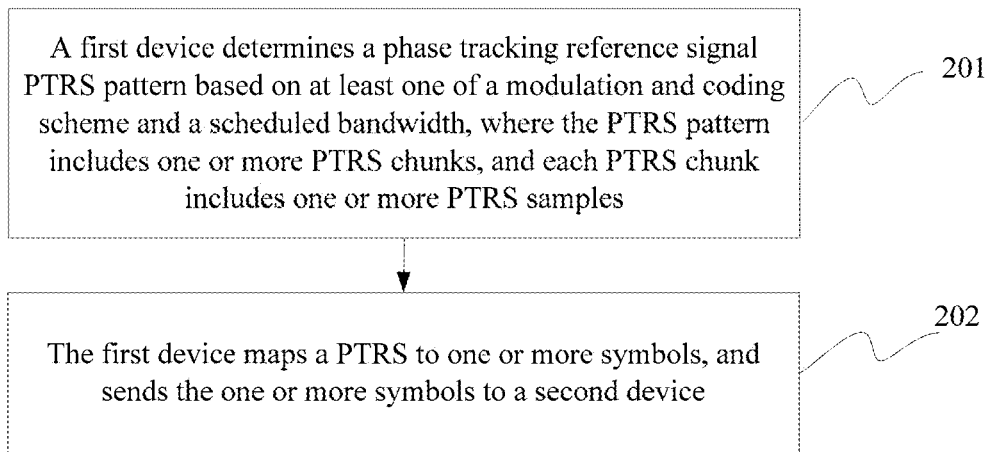 A first device determines a phase tracking reference signal
PTRS pattern based on at least one of a modulation and coding
scheme and a scheduled bandwidth, where the PTRS pattern
includes one or more PTRS chunks, and each PTRS chunk
includes one or more PTRS samples
201
The first device maps a PTRS to one or more symbols, and
sends the one or more symbols to a second device
202